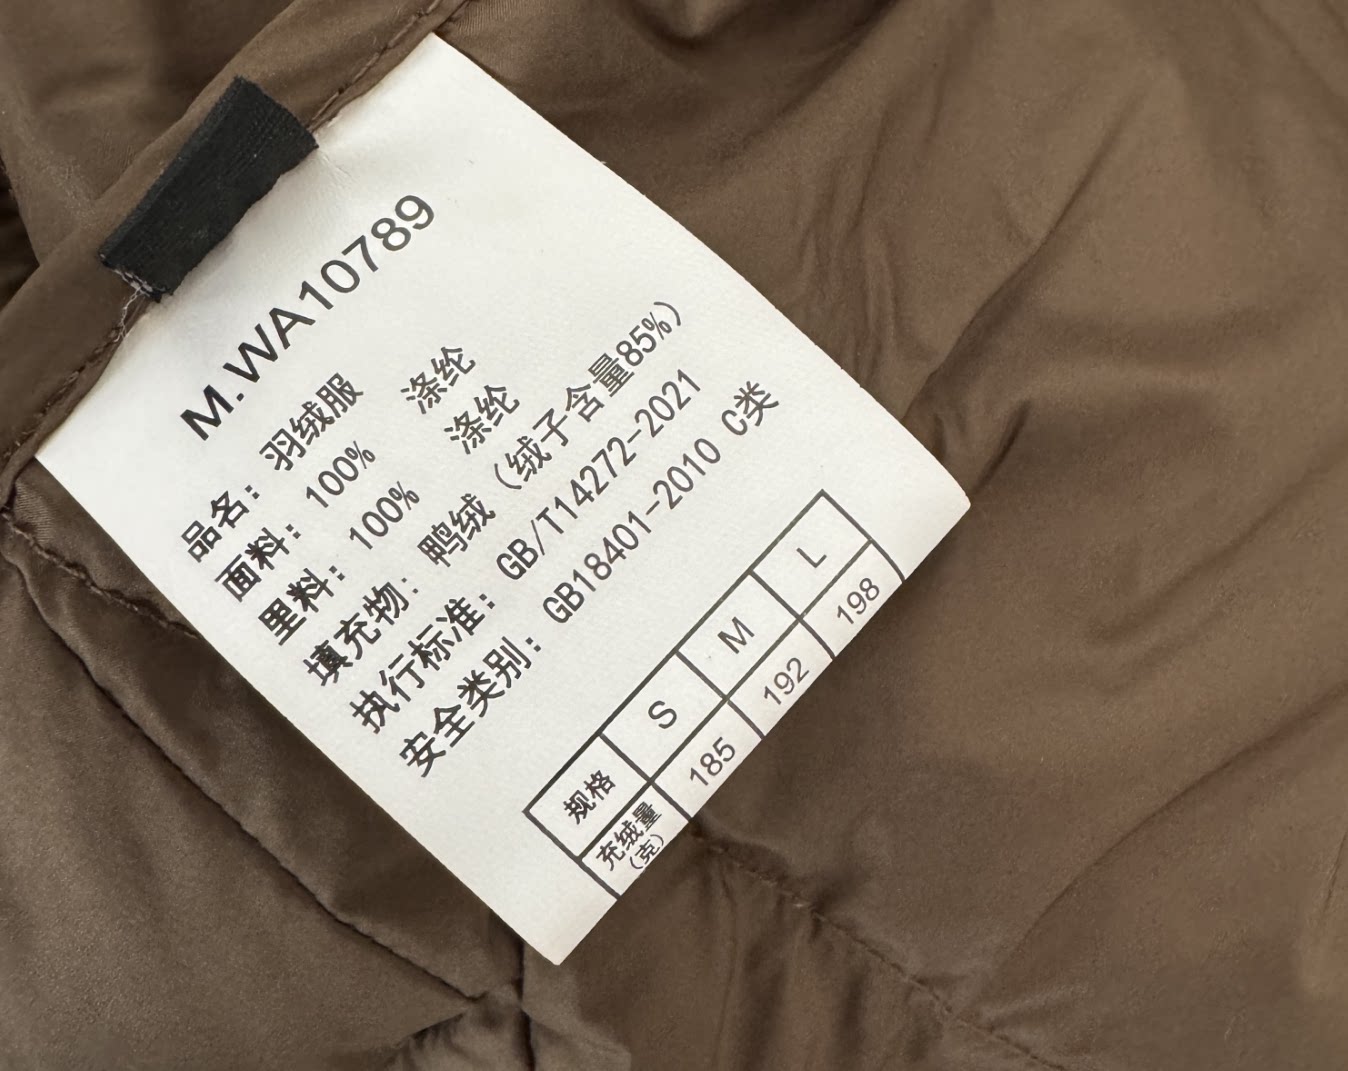 M.WA10789
品名：羽绒服
面料：100% 涤纶
里料：100% 涤纶
填充物：鸭绒（绒子含量85%）
执行标准：GB/T14272-2021
安全类别：GB18401-2010 C类
规格 S M L
充绒量（克） 185 192 198